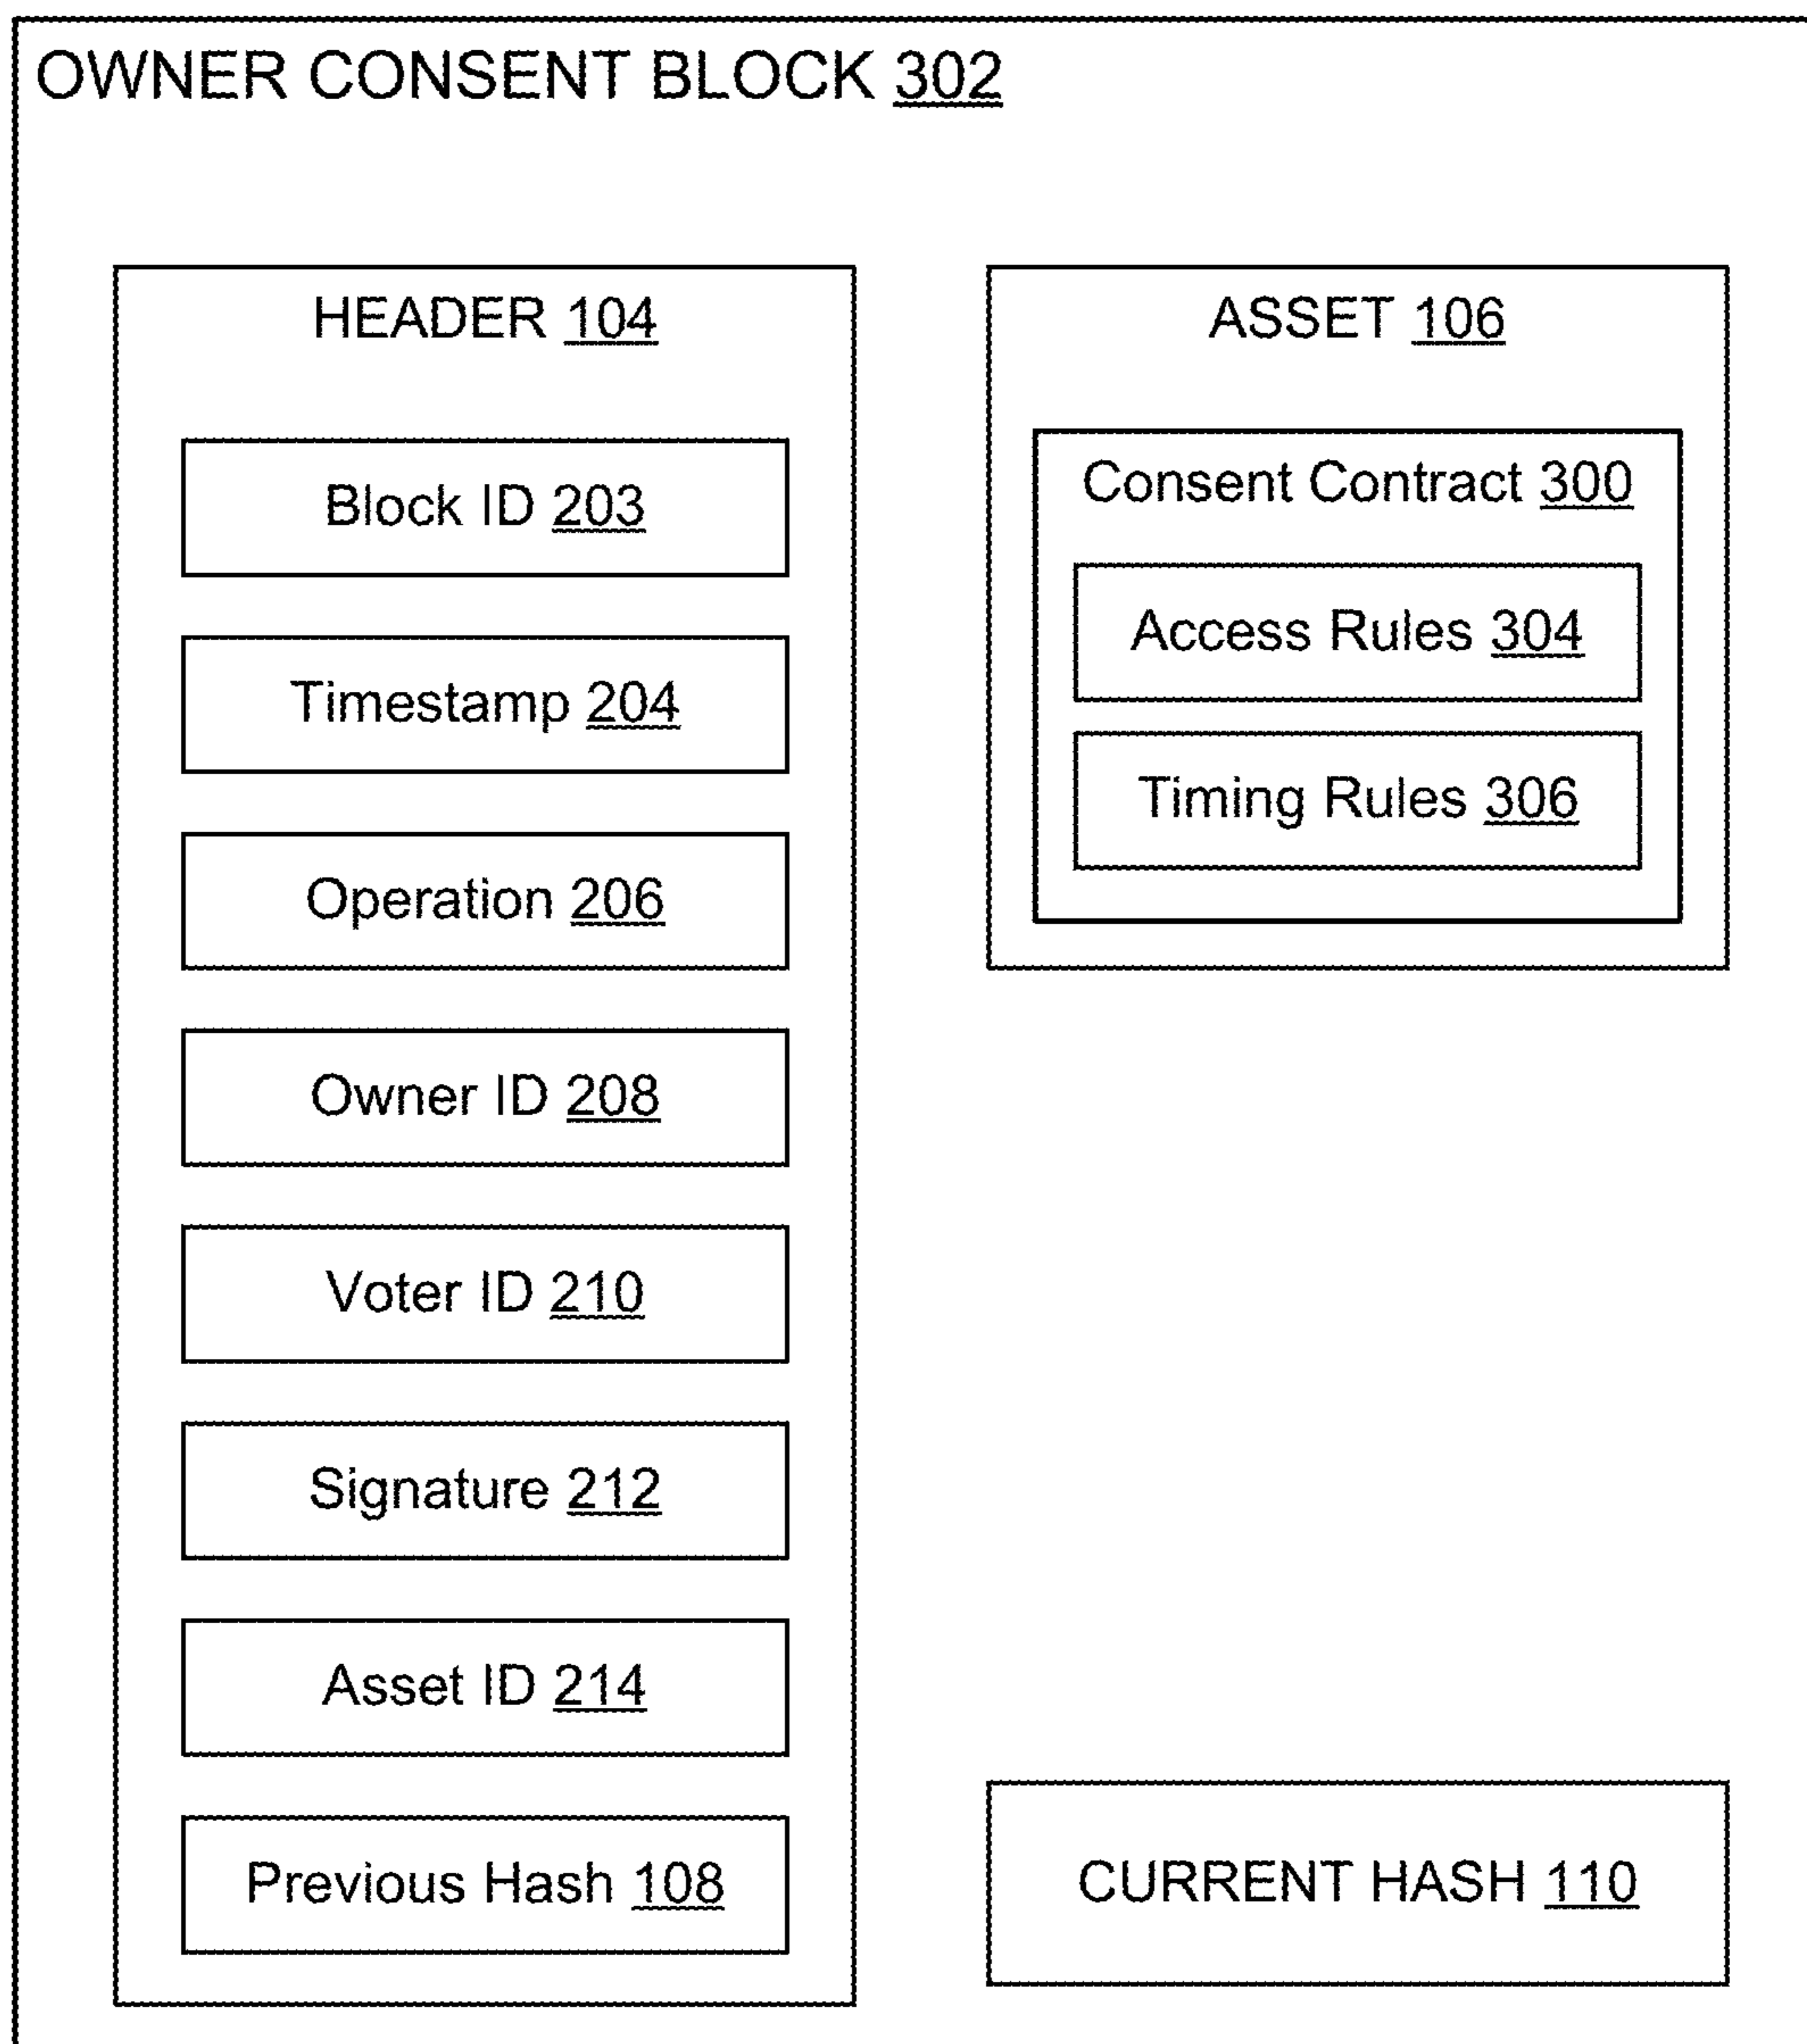 OWNER CONSENT BLOCK 302
HEADER 104
Block ID 203
Timestamp 204
Operation 206
Owner ID 208
Voter ID 210
Signature 212
Asset ID 214
Previous Hash 108
ASSET 106
Consent Contract 300
Access Rules 304
Timing Rules 306
CURRENT HASH 110